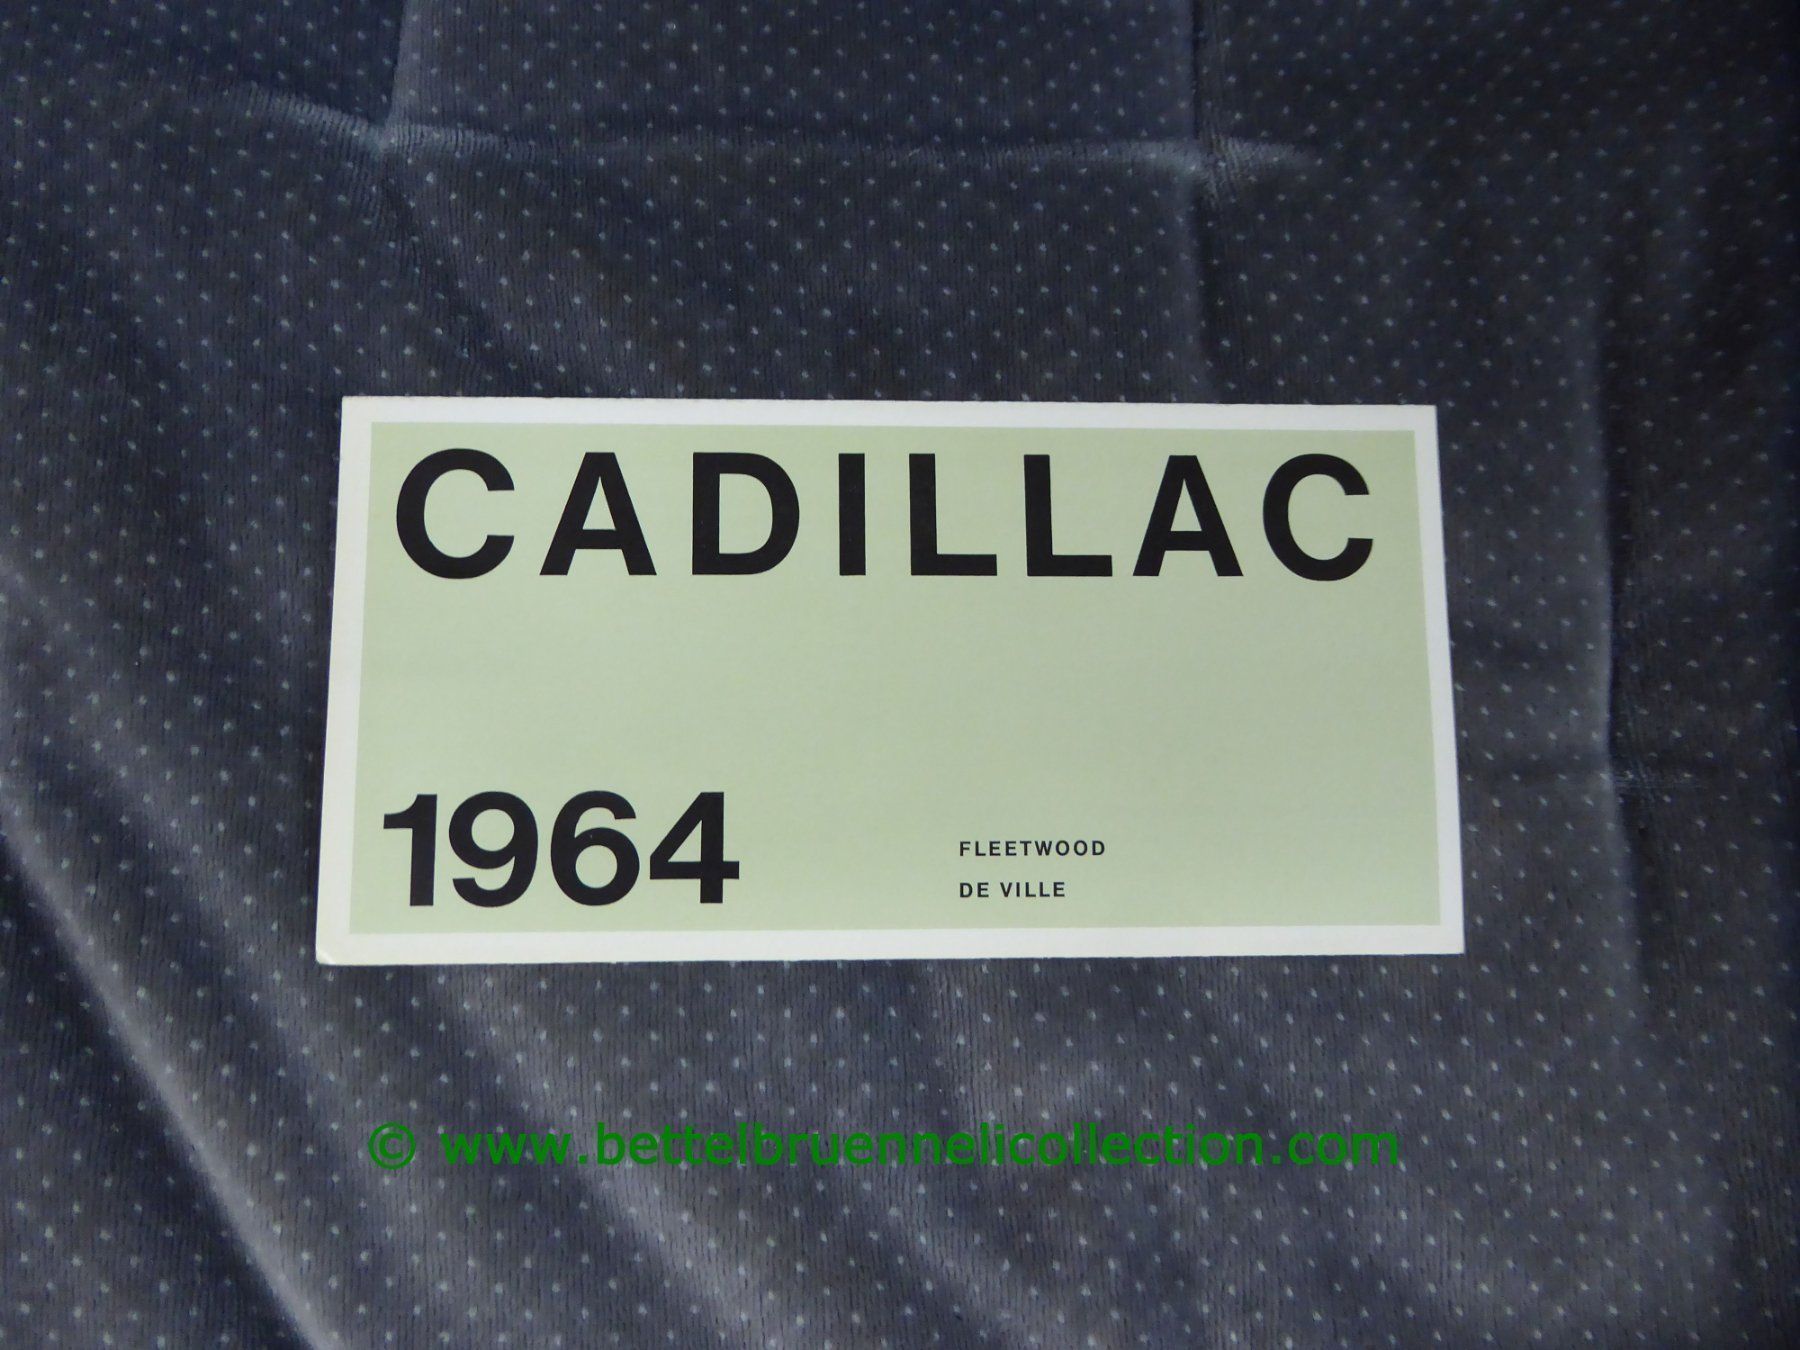 CADILLAC
1964
FLEETWOOD
DE VILLE
© www.bettelbruennelicollection.com